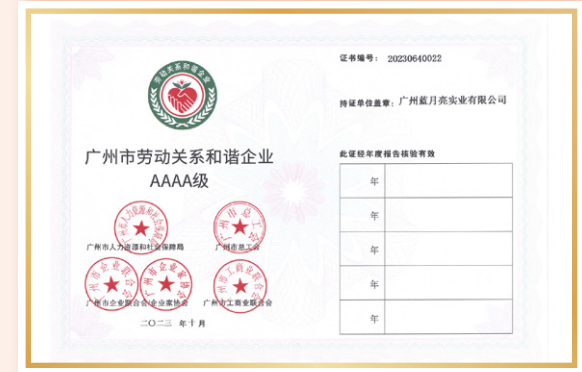 劳动关系和谐企业
广州市劳动关系和谐企业
AAAA级
广州市人力资源和社会保障局
广州市总工会
广州市企业联合会/企业家协会
广州市工商业联合会
二〇二三 年十月
证书编号： 20230640022
持证单位盖章：广州蓝月亮实业有限公司
此证经年度报告核验有效
年
年
年
年
年